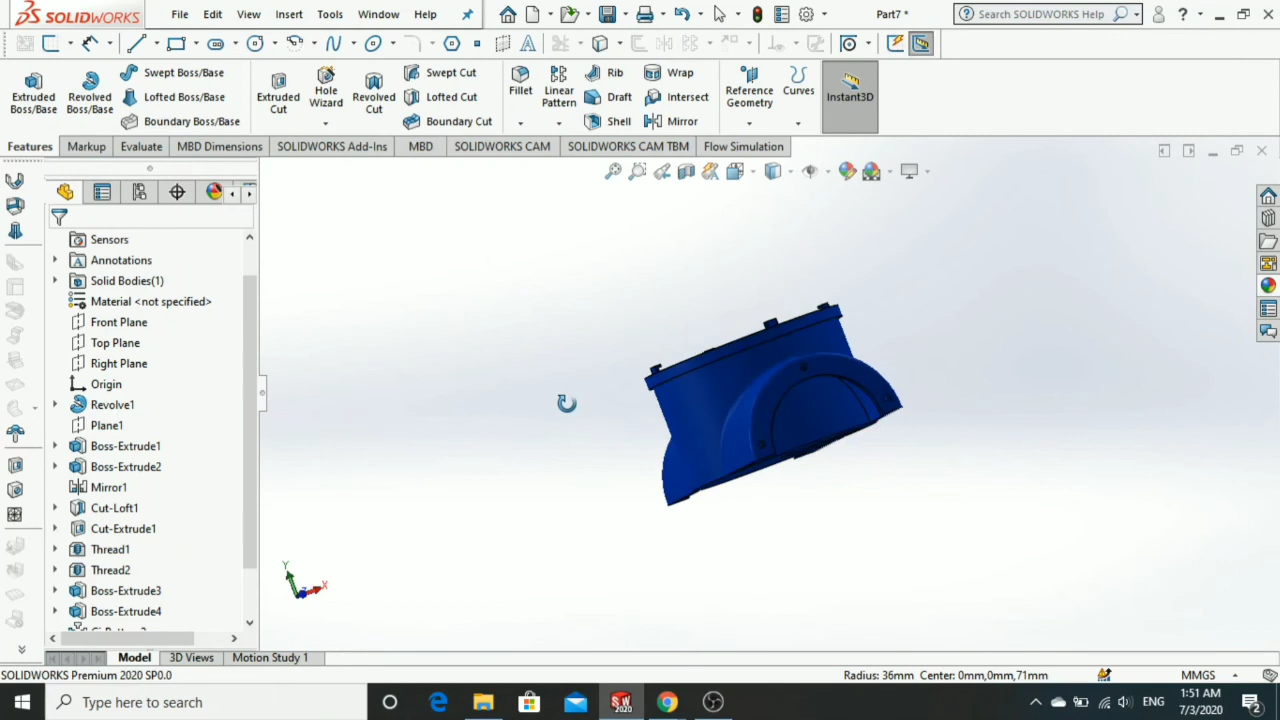 SOLIDWORKS File Edit View Insert Tools Window Help Part7 * Search SOLIDWORKS Help ?
Extruded Boss/Base
Revolved Boss/Base
Swept Boss/Base
Lofted Boss/Base
Boundary Boss/Base
Extruded Cut
Hole Wizard
Revolved Cut
Swept Cut
Lofted Cut
Boundary Cut
Fillet
Linear Pattern
Rib
Draft
Shell
Wrap
Intersect
Mirror
Reference Geometry
Curves
Instant3D
Features Markup Evaluate MBD Dimensions SOLIDWORKS Add-Ins MBD SOLIDWORKS CAM SOLIDWORKS CAM TBM Flow Simulation
Sensors
Annotations
Solid Bodies(1)
Material <not specified>
Front Plane
Top Plane
Right Plane
Origin
Revolve1
Plane1
Boss-Extrude1
Boss-Extrude2
Mirror1
Cut-Loft1
Cut-Extrude1
Thread1
Thread2
Boss-Extrude3
Boss-Extrude4
Y
X
Model 3D Views Motion Study 1
SOLIDWORKS Premium 2020 SP0.0 Radius: 36mm Center: 0mm,0mm,71mm MMGS
Type here to search
SW
2020
ENG
1:51 AM
7/3/2020
2